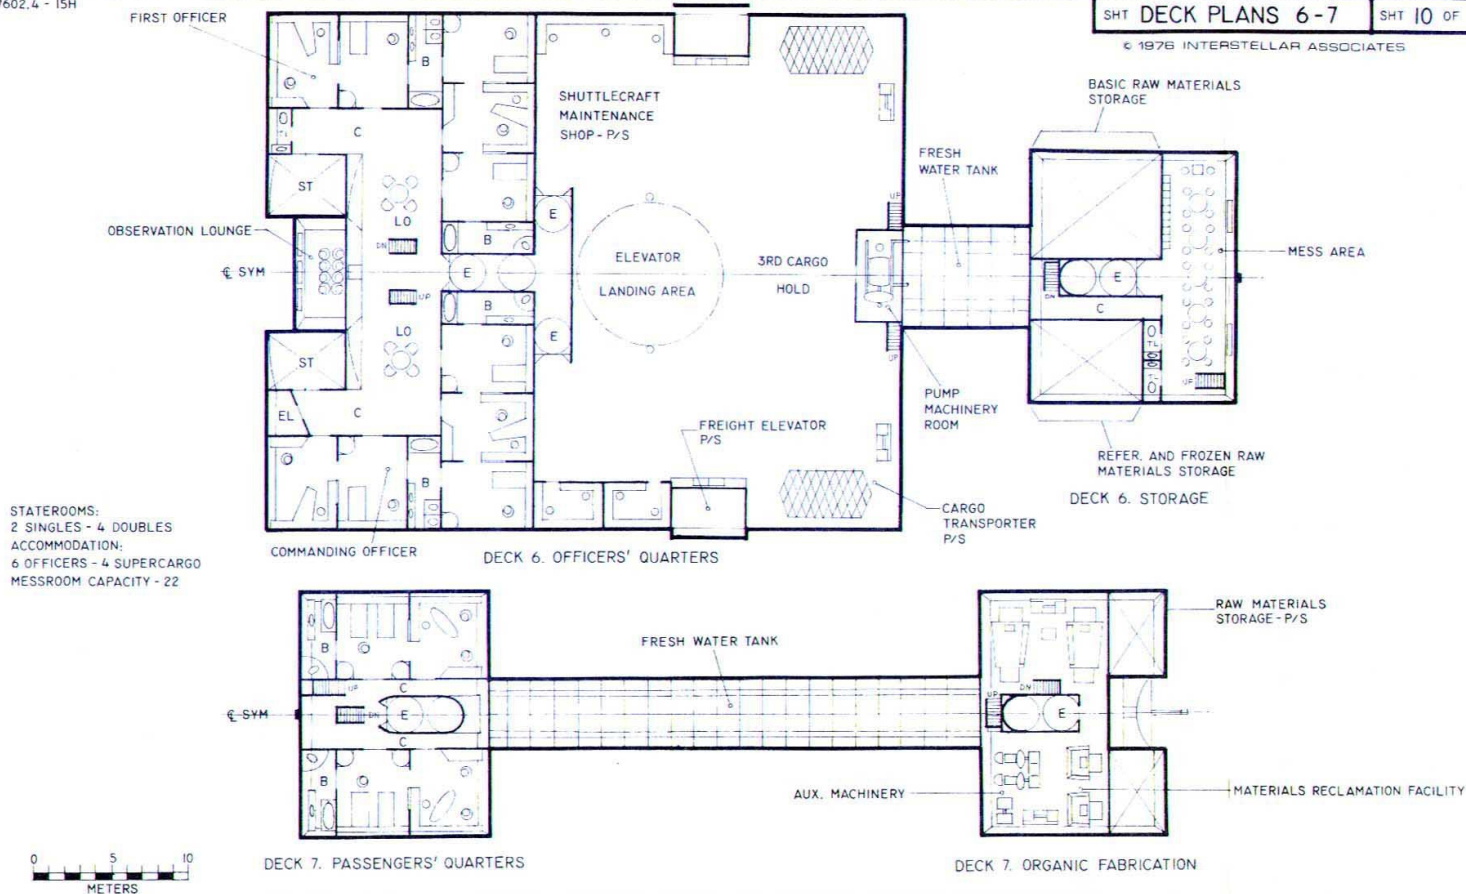 7602.4 - 15H
SHT DECK PLANS 6-7
SHT 10 OF
© 1976 INTERSTELLAR ASSOCIATES
FIRST OFFICER
B
SHUTTLECRAFT
MAINTENANCE
SHOP - P/S
BASIC RAW MATERIALS
STORAGE
C
TL
FRESH
WATER TANK
ST
UP
E
LO
OBSERVATION LOUNGE
DN
B
MESS AREA
℄ SYM
E
ELEVATOR
LANDING AREA
3RD CARGO
HOLD
E
DN
UP
B
C
LO
E
UP
TL
TL
ST
UP
EL
C
PUMP
MACHINERY
ROOM
FREIGHT ELEVATOR
P/S
REFER. AND FROZEN RAW
MATERIALS STORAGE
B
DECK 6. STORAGE
CARGO
TRANSPORTER
P/S
STATEROOMS:
2 SINGLES - 4 DOUBLES
ACCOMMODATION:
6 OFFICERS - 4 SUPERCARGO
MESSROOM CAPACITY - 22
COMMANDING OFFICER
DECK 6. OFFICERS' QUARTERS
RAW MATERIALS
STORAGE - P/S
B
FRESH WATER TANK
UP
C
DN
UP
℄ SYM
DN
E
E
C
B
AUX. MACHINERY
MATERIALS RECLAMATION FACILITY
DECK 7. PASSENGERS' QUARTERS
DECK 7. ORGANIC FABRICATION
0 5 10
METERS